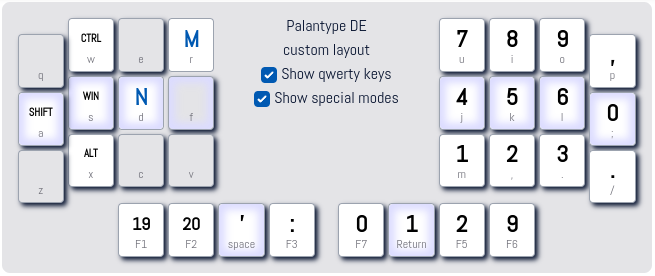 Palantype DE
custom layout
Show qwerty keys
Show special modes
q
CTRL
w
e
M
r
7
u
8
i
9
o
,
p
SHIFT
a
WIN
s
N
d
f
4
j
5
k
6
l
0
;
z
ALT
x
c
v
1
m
2
,
3
.
.
/
19
F1
20
F2
'
space
:
F3
0
F7
1
Return
2
F5
9
F6